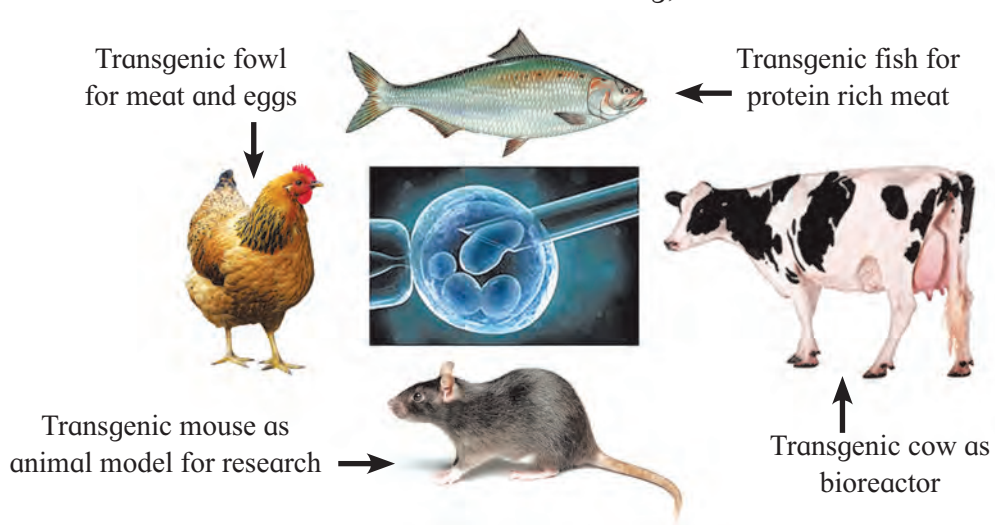 Transgenic fowl
for meat and eggs
Transgenic fish for
protein rich meat
Transgenic mouse as
animal model for research
Transgenic cow as
bioreactor